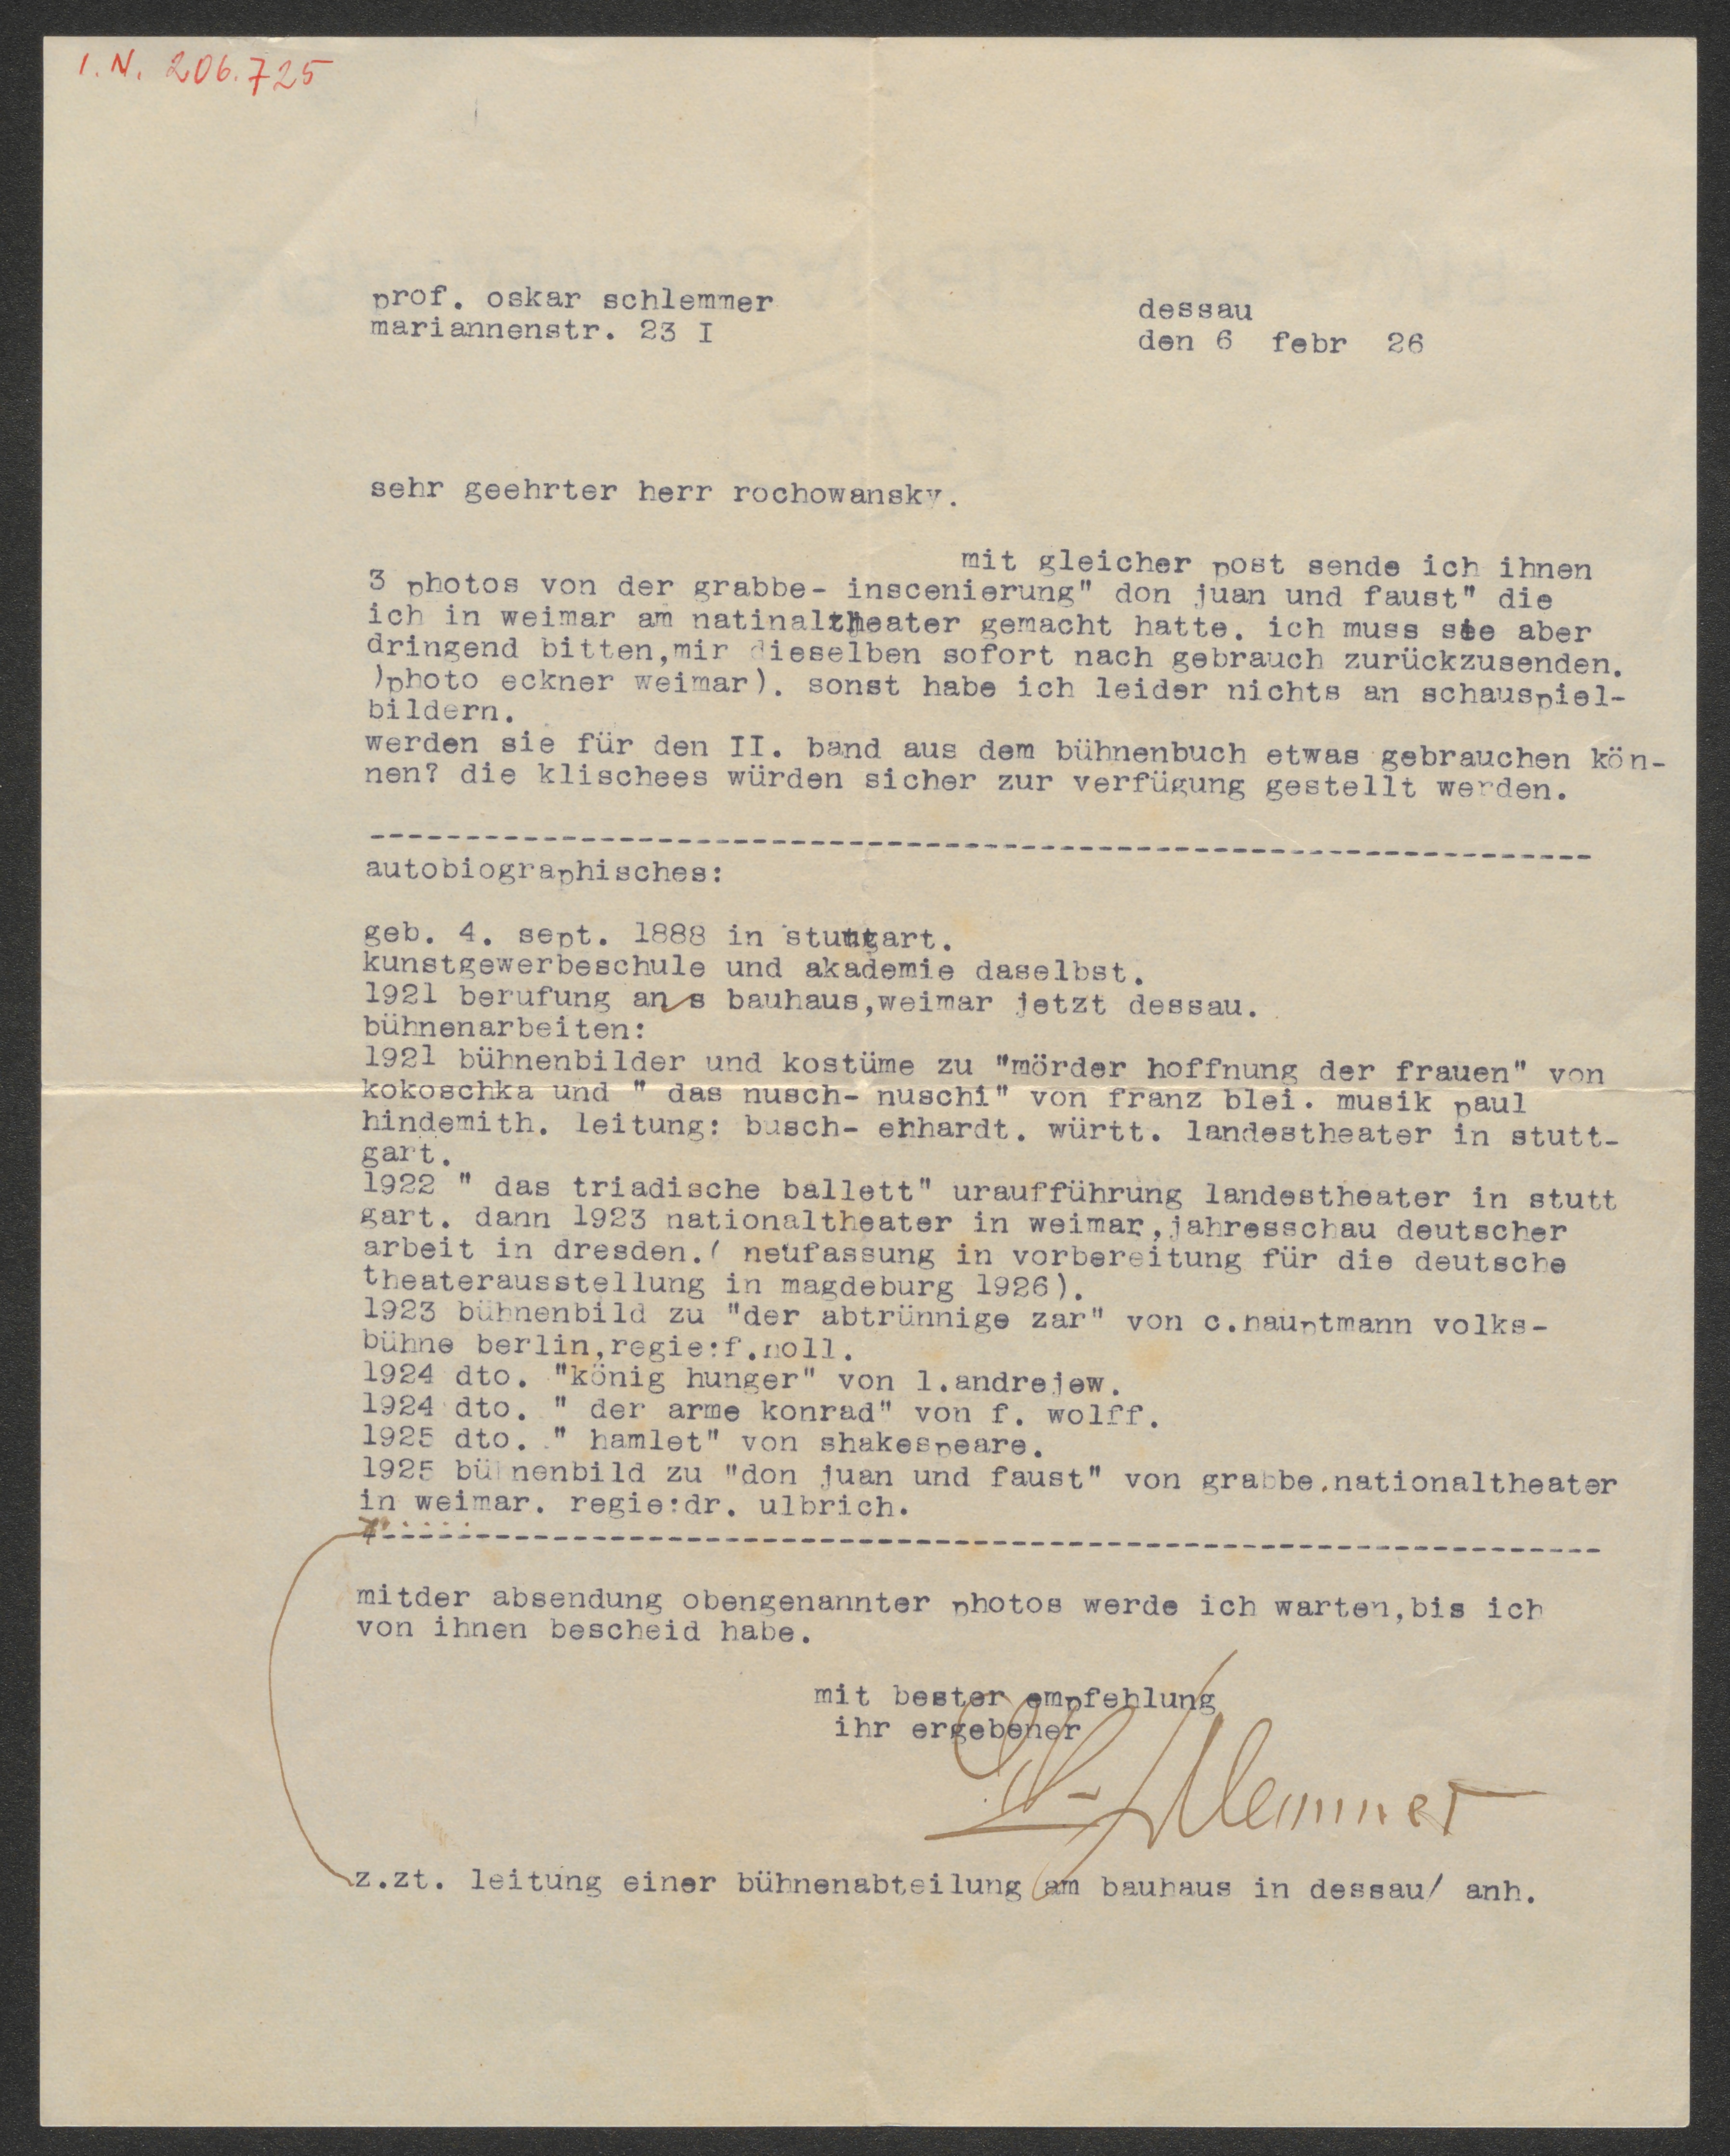 I.N. 206.725
prof. oskar schlemmer
mariannenstr. 23 I
dessau
den 6 febr 26
sehr geehrter herr rochowansky.
mit gleicher post sende ich ihnen
3 photos von der grabbe- inscenierung" don juan und faust" die
ich in weimar am natinaltheater gemacht hatte. ich muss sie aber
dringend bitten,mir dieselben sofort nach gebrauch zurückzusenden.
)photo eckner weimar). sonst habe ich leider nichts an schauspiel-
bildern.
werden sie für den II. band aus dem bühnenbuch etwas gebrauchen kön-
nen? die klischees würden sicher zur verfügung gestellt werden.
autobiographisches:
geb. 4. sept. 1888 in stuttgart.
kunstgewerbeschule und akademie daselbst.
1921 berufung an s bauhaus,weimar jetzt dessau.
bühnenarbeiten:
1921 bühnenbilder und kostüme zu "mörder hoffnung der frauen" von
kokoschka und " das nusch- nuschi" von franz blei. musik paul
hindemith. leitung: busch- ehhardt. württ. landestheater in stutt-
gart.
1922 " das triadische ballett" uraufführung landestheater in stutt
gart. dann 1923 nationaltheater in weimar,jahresschau deutscher
arbeit in dresden.( neufassung in vorbereitung für die deutsche
theaterausstellung in magdeburg 1926).
1923 bühnenbild zu "der abtrünnige zar" von c.hauptmann volks-
bühne berlin,regie:f.holl.
1924 dto. "könig hunger" von l.andrejew.
1924 dto. " der arme konrad" von f. wolff.
1925 dto. " hamlet" von shakespeare.
1925 bühnenbild zu "don juan und faust" von grabbe.nationaltheater
in weimar. regie:dr. ulbrich.
mitder absendung obengenannter photos werde ich warten,bis ich
von ihnen bescheid habe.
mit bester empfehlung
ihr ergebener
Schlemmer
z.zt. leitung einer bühnenabteilung am bauhaus in dessau/ anh.